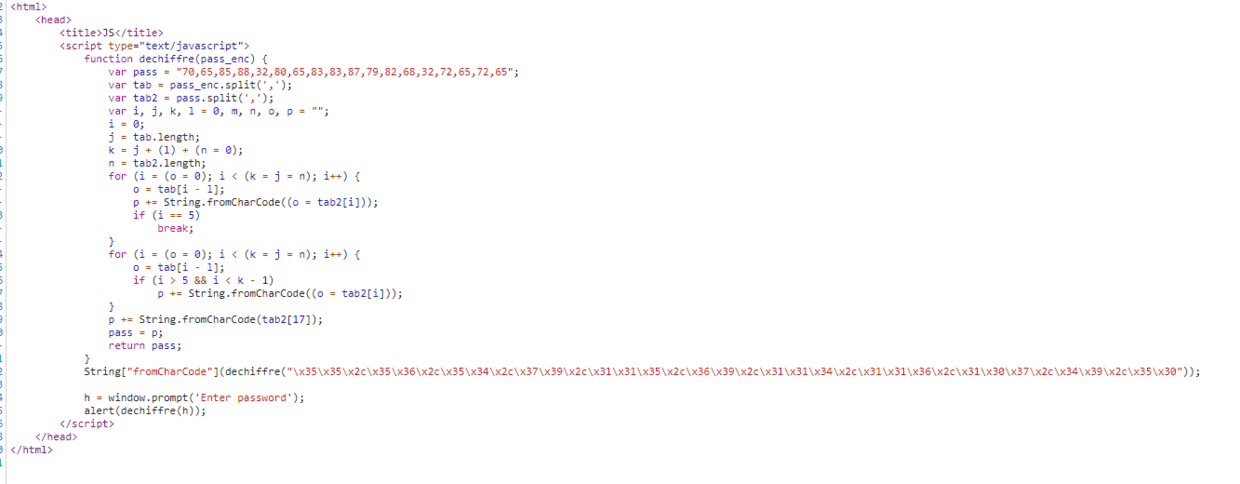 <html>
<head>
<title>JS</title>
<script type="text/javascript">
function dechiffre(pass_enc) {
var pass = "70,65,85,88,32,80,65,83,83,87,79,82,68,32,72,65,72,65";
var tab = pass_enc.split(',');
var tab2 = pass.split(',');
var i, j, k, l = 0, m, n, o, p = "";
i = 0;
j = tab.length;
k = j + (l) + (n = 0);
n = tab2.length;
for (i = (o = 0); i < (k = j = n); i++) {
o = tab[i - l];
p += String.fromCharCode((o = tab2[i]));
if (i == 5)
break;
}
for (i = (o = 0); i < (k = j = n); i++) {
o = tab[i - l];
if (i > 5 && i < k - 1)
p += String.fromCharCode((o = tab2[i]));
}
p += String.fromCharCode(tab2[17]);
pass = p;
return pass;
}
String["fromCharCode"](dechiffre("\x35\x35\x2c\x35\x36\x2c\x35\x34\x2c\x37\x39\x2c\x31\x31\x35\x2c\x36\x39\x2c\x31\x31\x34\x2c\x31\x31\x36\x2c\x31\x30\x37\x2c\x34\x39\x2c\x35\x30"));
h = window.prompt('Enter password');
alert(dechiffre(h));
</script>
</head>
</html>